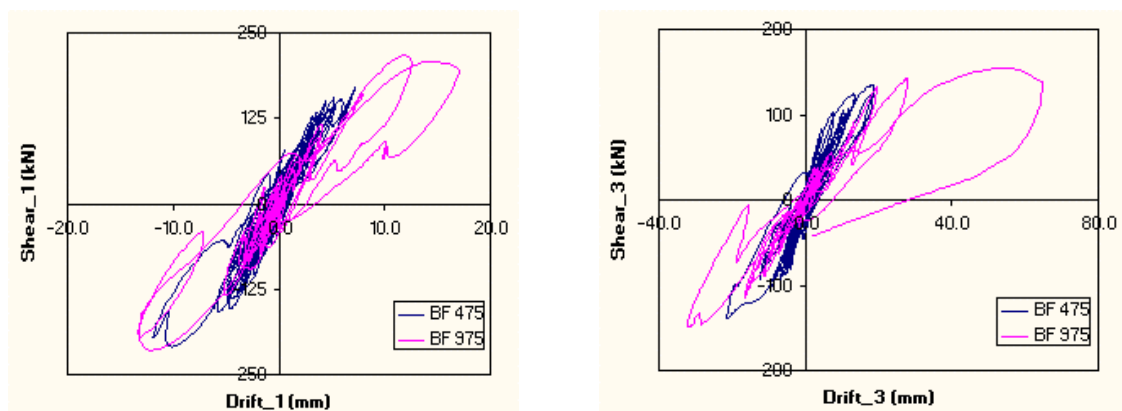 250
125
-20.0
-10.0
0.0
10.0
20.0
125
250
Shear_1 (kN)
Drift_1 (mm)
BF 475
BF 975
200
100
0
-40.0
0.0
40.0
80.0
-100
200
Shear_3 (kN)
Drift_3 (mm)
BF 475
BF 975